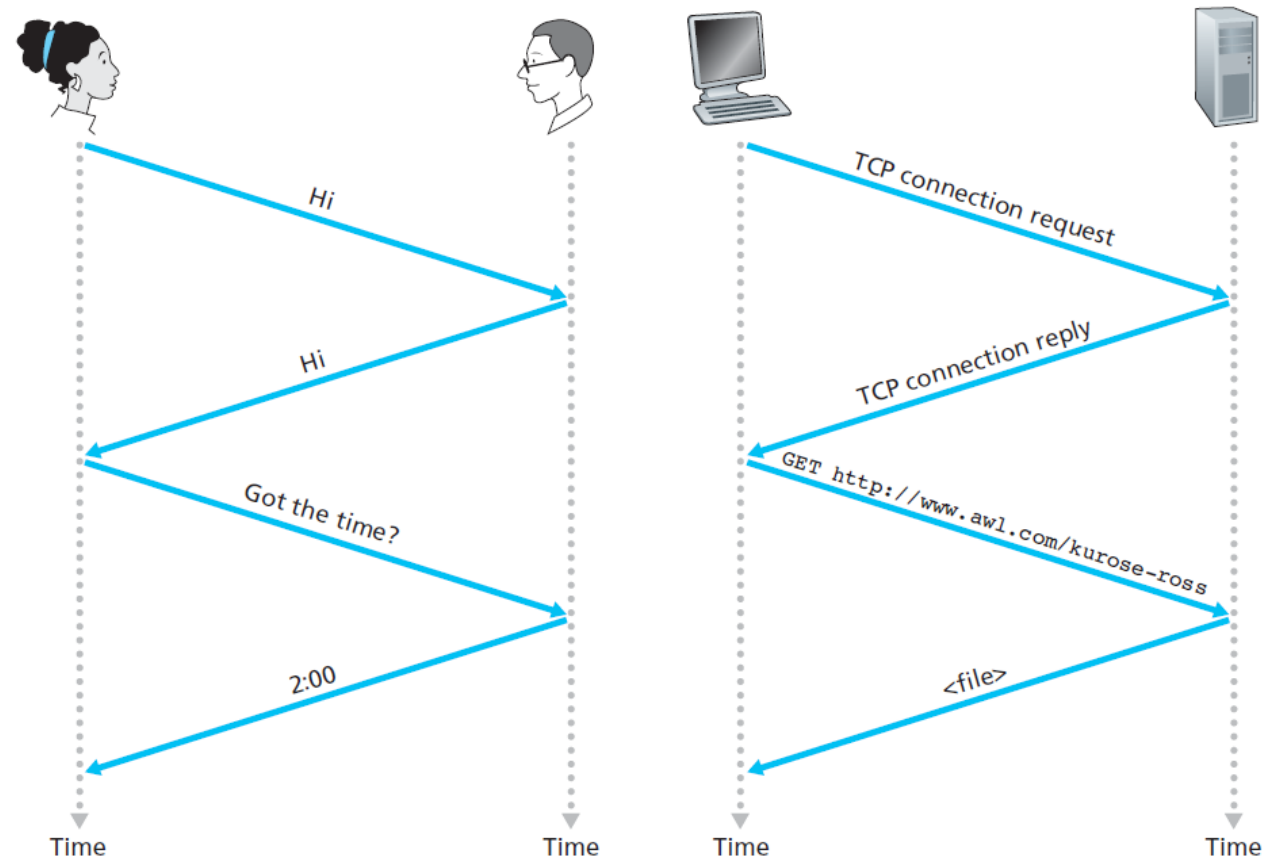 Hi
Hi
Got the time?
2:00
Time
Time
TCP connection request
TCP connection reply
GET http://www.awl.com/kurose-ross
<file>
Time
Time